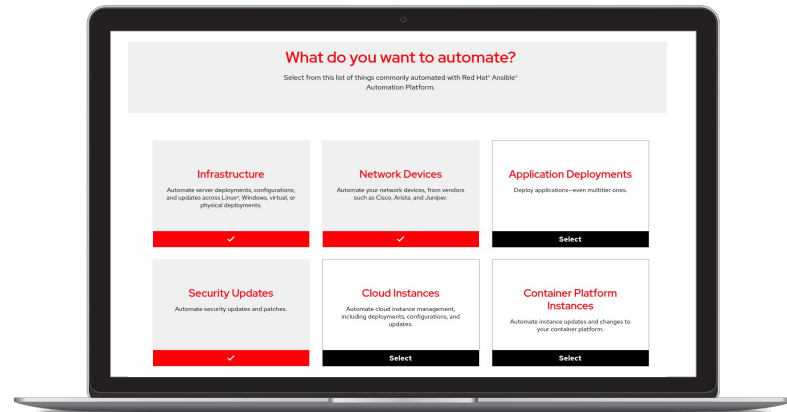 What do you want to automate?
Select from this list of things commonly automated with Red Hat® Ansible®
Automation Platform.
Infrastructure
Automate server deployments, configurations,
and updates across Linux®, Windows, virtual, or
physical deployments.
Network Devices
Automate your network devices, from vendors
such as Cisco, Arista, and Juniper.
Application Deployments
Deploy applications—even multitier ones.
Select
Security Updates
Automate security updates and patches.
Cloud Instances
Automate cloud instance management,
including deployments, configurations, and
updates.
Select
Container Platform
Instances
Automate instance updates and changes to
your container platform.
Select